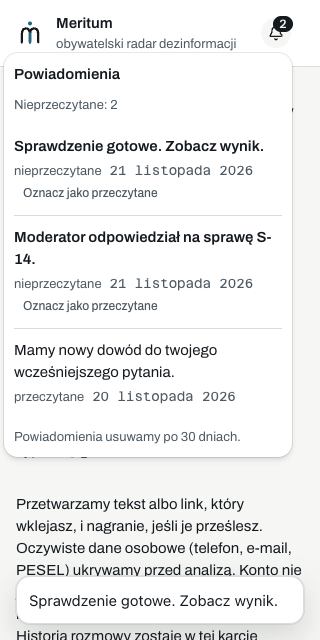 Meritum
obywatelski radar dezinformacji
2
Powiadomienia
Nieprzeczytane: 2
Sprawdzenie gotowe. Zobacz wynik.
nieprzeczytane 21 listopada 2026
Oznacz jako przeczytane
Moderator odpowiedział na sprawę S-
14.
nieprzeczytane 21 listopada 2026
Oznacz jako przeczytane
Mamy nowy dowód do twojego
wcześniejszego pytania.
przeczytane 20 listopada 2026
Powiadomienia usuwamy po 30 dniach.
Przetwarzamy tekst albo link, który
wklejasz, i nagranie, jeśli je prześlesz.
Oczywiste dane osobowe (telefon, e-mail,
PESEL) ukrywamy przed analizą. Konto nie
Sprawdzenie gotowe. Zobacz wynik.
Historia rozmowy zostaje w tej karcie